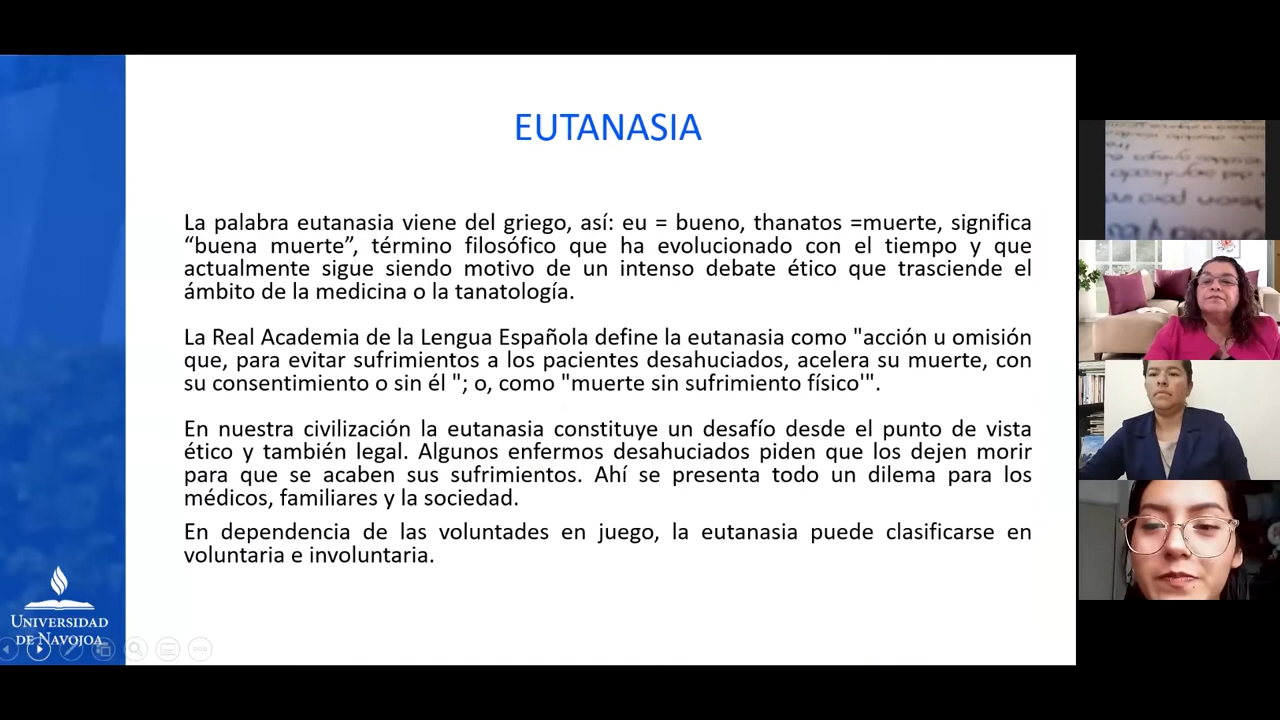 EUTANASIA
La palabra eutanasia viene del griego, así: eu = bueno, thanatos =muerte, significa
“buena muerte”, término filosófico que ha evolucionado con el tiempo y que
actualmente sigue siendo motivo de un intenso debate ético que trasciende el
ámbito de la medicina o la tanatología.
La Real Academia de la Lengua Española define la eutanasia como "acción u omisión
que, para evitar sufrimientos a los pacientes desahuciados, acelera su muerte, con
su consentimiento o sin él "; o, como "muerte sin sufrimiento físico'".
En nuestra civilización la eutanasia constituye un desafío desde el punto de vista
ético y también legal. Algunos enfermos desahuciados piden que los dejen morir
para que se acaben sus sufrimientos. Ahí se presenta todo un dilema para los
médicos, familiares y la sociedad.
En dependencia de las voluntades en juego, la eutanasia puede clasificarse en
voluntaria e involuntaria.
UNIVERSIDAD
DE NAVOJOA